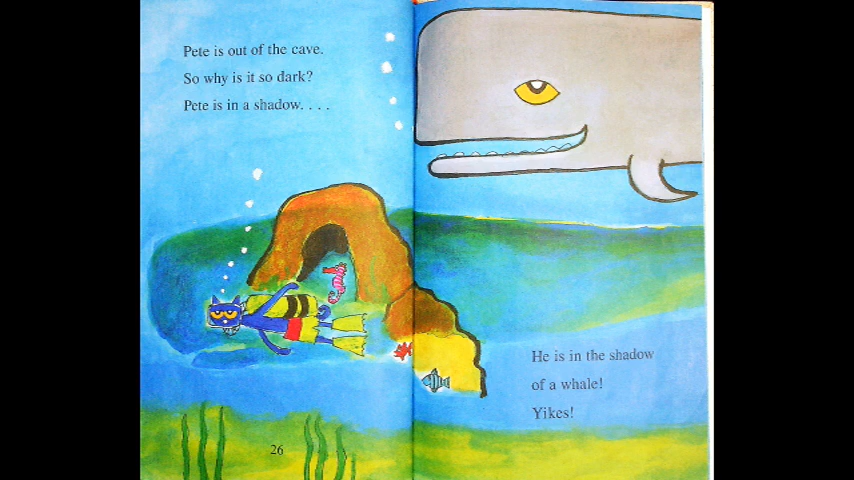 Pete is out of the cave.
So why is it so dark?
Pete is in a shadow. . . .
26
He is in the shadow
of a whale!
Yikes!